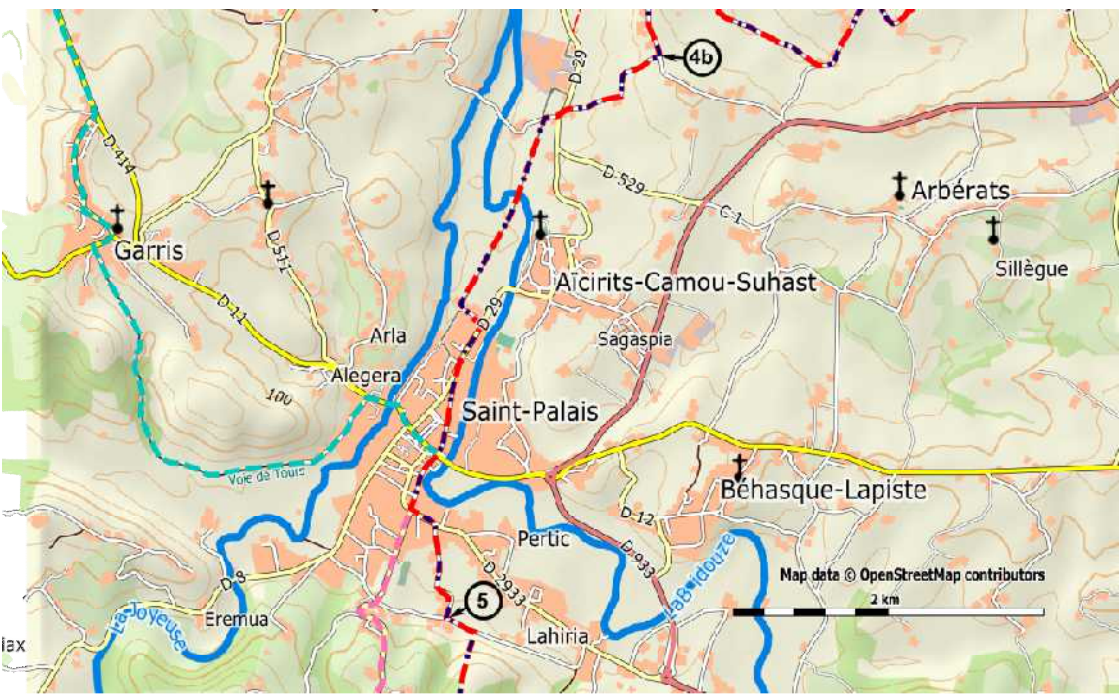 D 29
4b
D 414
D 529
C 1
Arbérats
D 511
Garris
Sillègue
Aïcirits-Camou-Suhast
D 11
D 29
Arla
Sagaspia
Alegera
100
Saint-Palais
Voie de Tours
Béhasque-Lapiste
D 12
Pertic
D 933
La Bidouze
Map data © OpenStreetMap contributors
2 km
D 8
D 2933
5
La Joyeuse
Eremua
Lahiria
iax